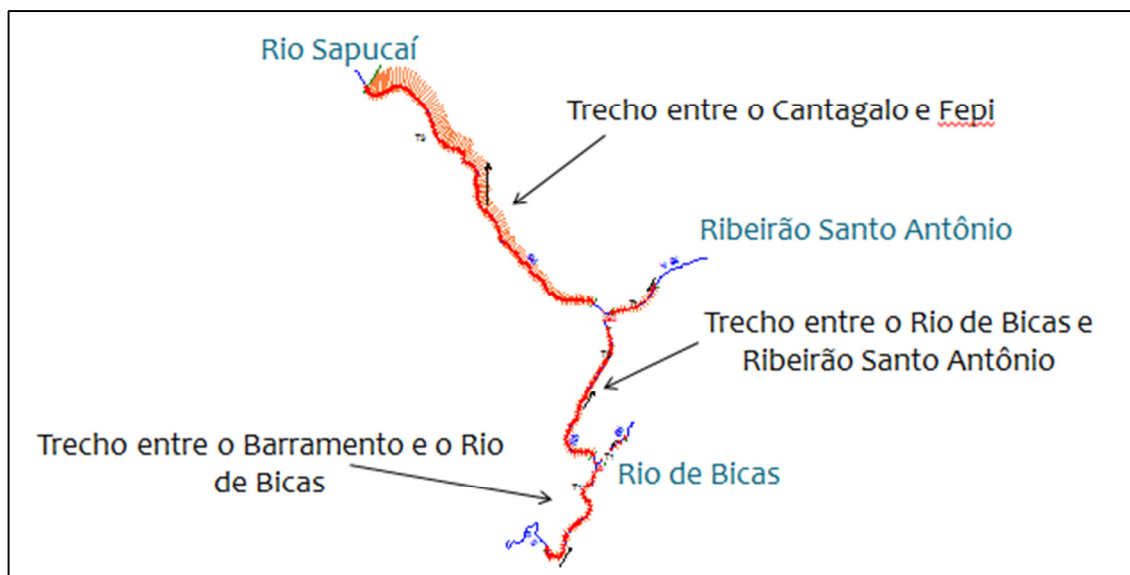 Rio Sapucaí
Trecho entre o Cantagalo e Fepi
Ribeirão Santo Antônio
Trecho entre o Rio de Bicas e
Ribeirão Santo Antônio
Trecho entre o Barramento e o Rio
de Bicas
Rio de Bicas